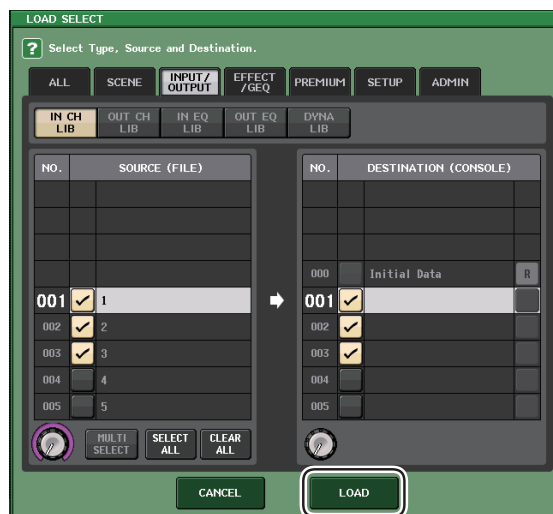 LOAD SELECT
? Select Type, Source and Destination.
ALL SCENE INPUT/OUTPUT EFFECT/GEQ PREMIUM SETUP ADMIN
IN CH LIB OUT CH LIB IN EQ LIB OUT EQ LIB DYNA LIB
NO. SOURCE (FILE) NO. DESTINATION (CONSOLE)
000 Initial Data R
001 1 001
002 2 002
003 3 003
004 4 004
005 5 005
MULTI SELECT SELECT ALL CLEAR ALL
CANCEL LOAD